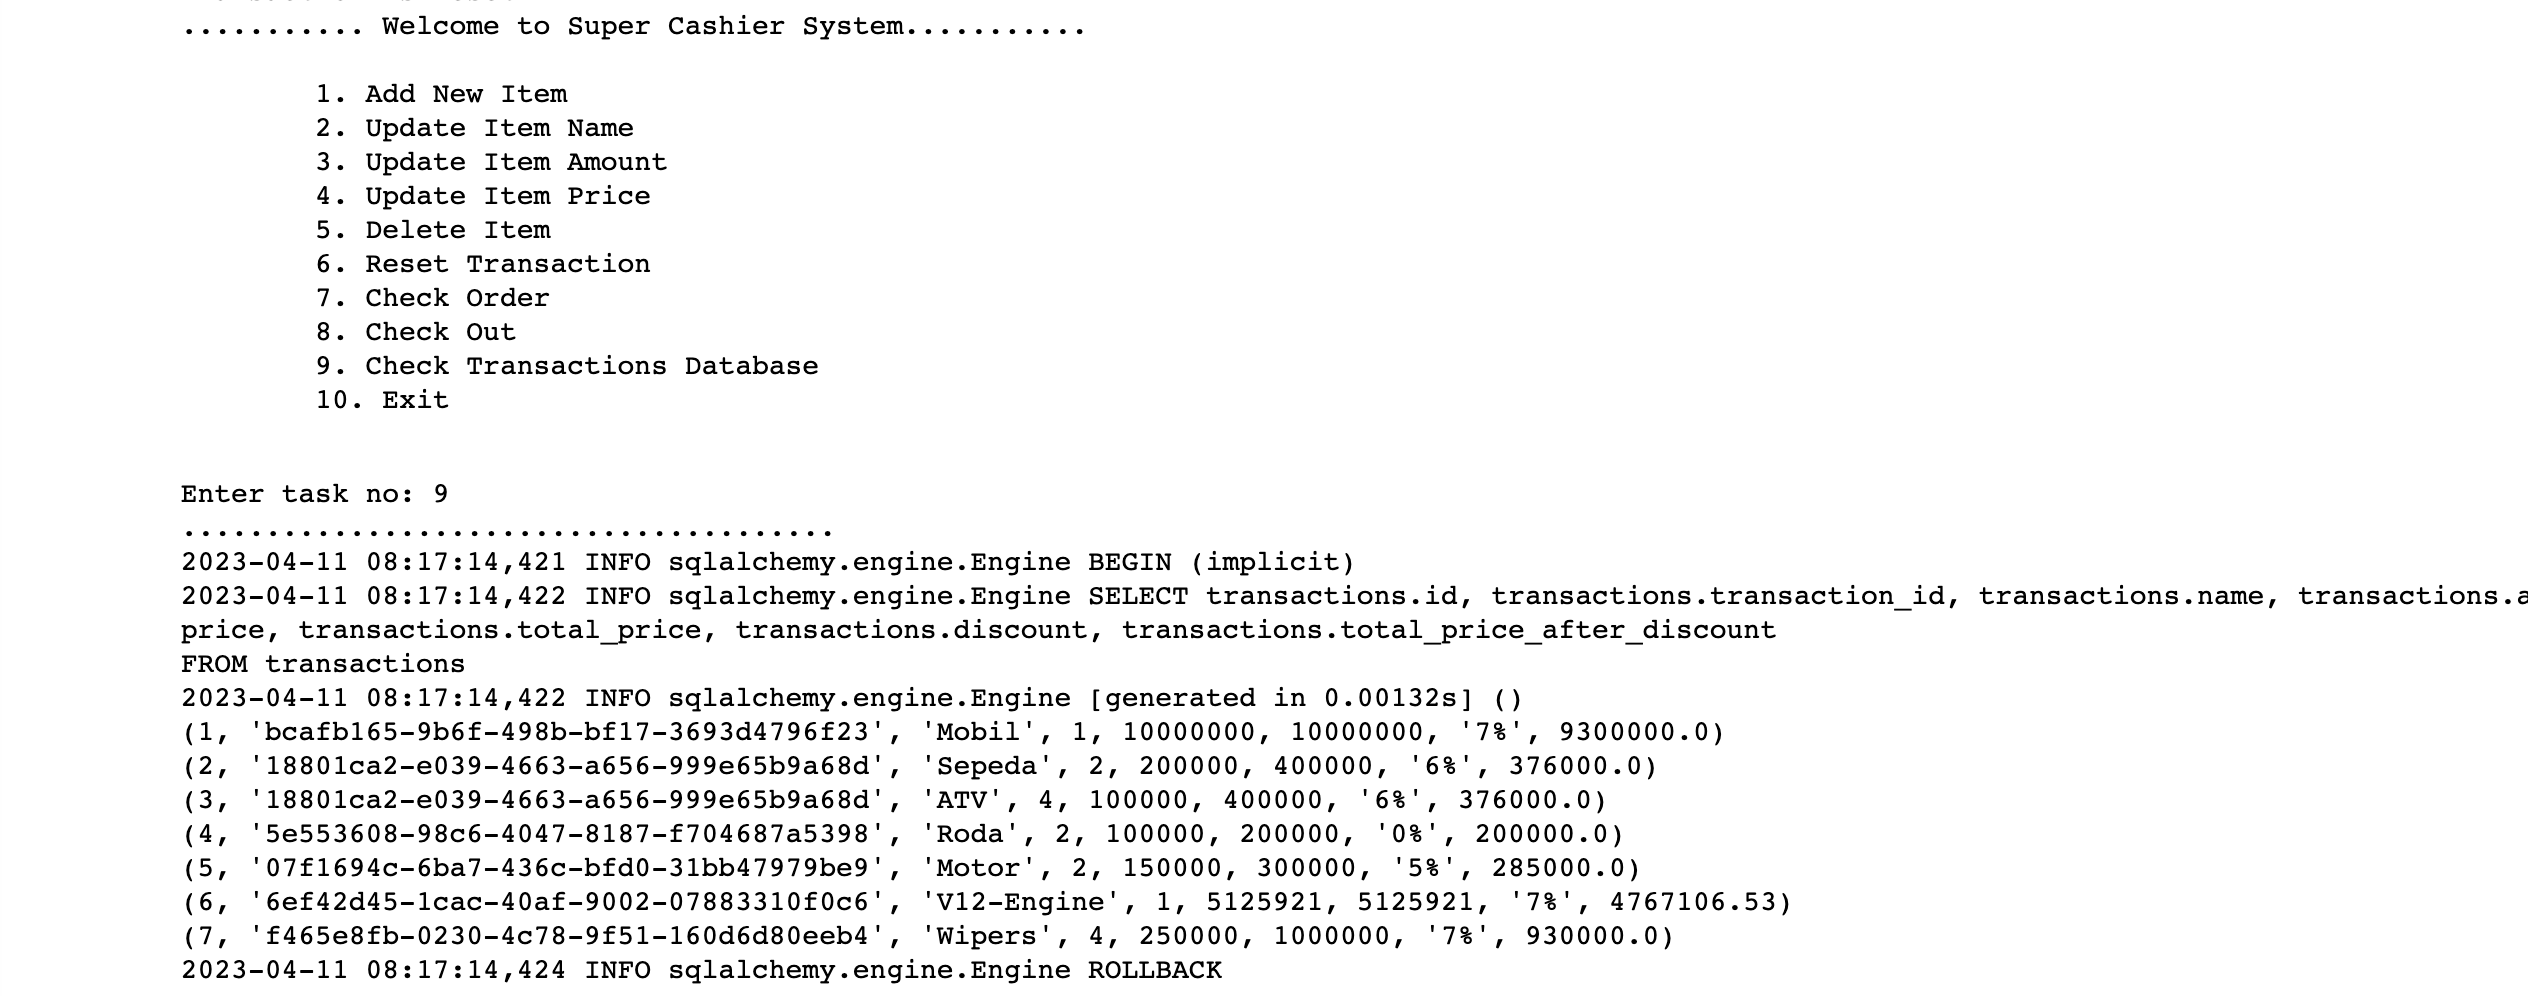 ........... Welcome to Super Cashier System...........
1. Add New Item
2. Update Item Name
3. Update Item Amount
4. Update Item Price
5. Delete Item
6. Reset Transaction
7. Check Order
8. Check Out
9. Check Transactions Database
10. Exit
Enter task no: 9
.......................................
2023-04-11 08:17:14,421 INFO sqlalchemy.engine.Engine BEGIN (implicit)
2023-04-11 08:17:14,422 INFO sqlalchemy.engine.Engine SELECT transactions.id, transactions.transaction_id, transactions.name, transactions.a
price, transactions.total_price, transactions.discount, transactions.total_price_after_discount
FROM transactions
2023-04-11 08:17:14,422 INFO sqlalchemy.engine.Engine [generated in 0.00132s] ()
(1, 'bcafb165-9b6f-498b-bf17-3693d4796f23', 'Mobil', 1, 10000000, 10000000, '7%', 9300000.0)
(2, '18801ca2-e039-4663-a656-999e65b9a68d', 'Sepeda', 2, 200000, 400000, '6%', 376000.0)
(3, '18801ca2-e039-4663-a656-999e65b9a68d', 'ATV', 4, 100000, 400000, '6%', 376000.0)
(4, '5e553608-98c6-4047-8187-f704687a5398', 'Roda', 2, 100000, 200000, '0%', 200000.0)
(5, '07f1694c-6ba7-436c-bfd0-31bb47979be9', 'Motor', 2, 150000, 300000, '5%', 285000.0)
(6, '6ef42d45-1cac-40af-9002-07883310f0c6', 'V12-Engine', 1, 5125921, 5125921, '7%', 4767106.53)
(7, 'f465e8fb-0230-4c78-9f51-160d6d80eeb4', 'Wipers', 4, 250000, 1000000, '7%', 930000.0)
2023-04-11 08:17:14,424 INFO sqlalchemy.engine.Engine ROLLBACK